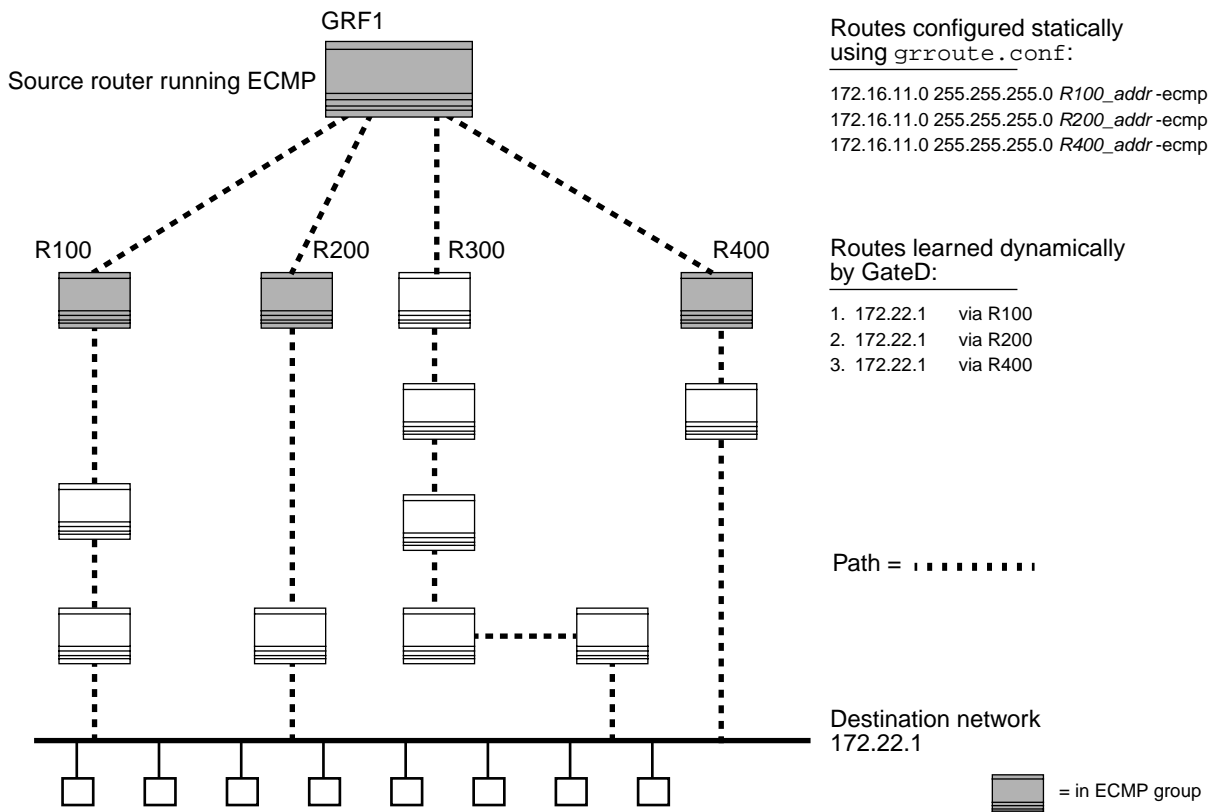 GRF1
Source router running ECMP
Routes configured statically
using grroute.conf:
172.16.11.0 255.255.255.0 R100_addr -ecmp
172.16.11.0 255.255.255.0 R200_addr -ecmp
172.16.11.0 255.255.255.0 R400_addr -ecmp
R100
R200
R300
R400
Routes learned dynamically
by GateD:
1. 172.22.1 via R100
2. 172.22.1 via R200
3. 172.22.1 via R400
Path =
Destination network
172.22.1
= in ECMP group